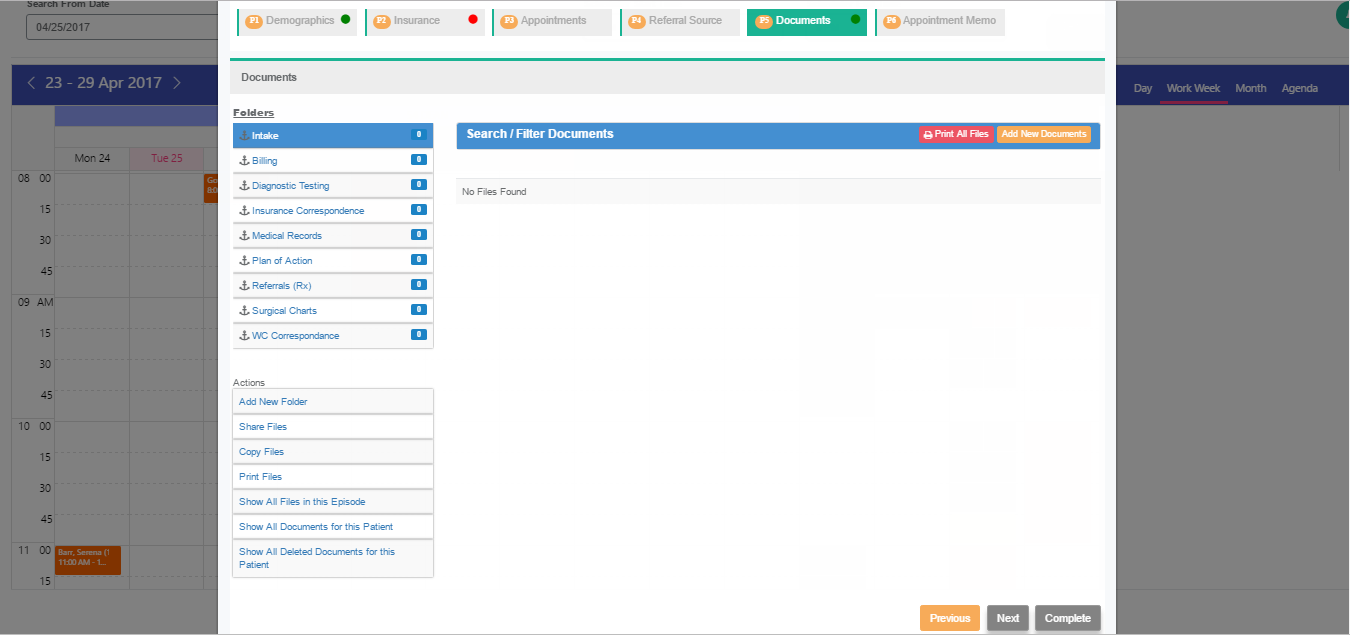 Search From Date
04/25/2017
23 - 29 Apr 2017
Mon 24
Tue 25
08 00
15
30
45
09 AM
15
30
45
10 00
15
30
45
11 00
15
Go
8:0
Barr, Serena (1
11:00 AM - 1...
P1 Demographics
P2 Insurance
P3 Appointments
P4 Referral Source
P5 Documents
P6 Appointment Memo
Documents
Folders
Intake 0
Billing 0
Diagnostic Testing 0
Insurance Correspondence 0
Medical Records 0
Plan of Action 0
Referrals (Rx) 0
Surgical Charts 0
WC Correspondance 0
Actions
Add New Folder
Share Files
Copy Files
Print Files
Show All Files in this Episode
Show All Documents for this Patient
Show All Deleted Documents for this
Patient
Search / Filter Documents
Print All Files
Add New Documents
No Files Found
Previous
Next
Complete
Day
Work Week
Month
Agenda